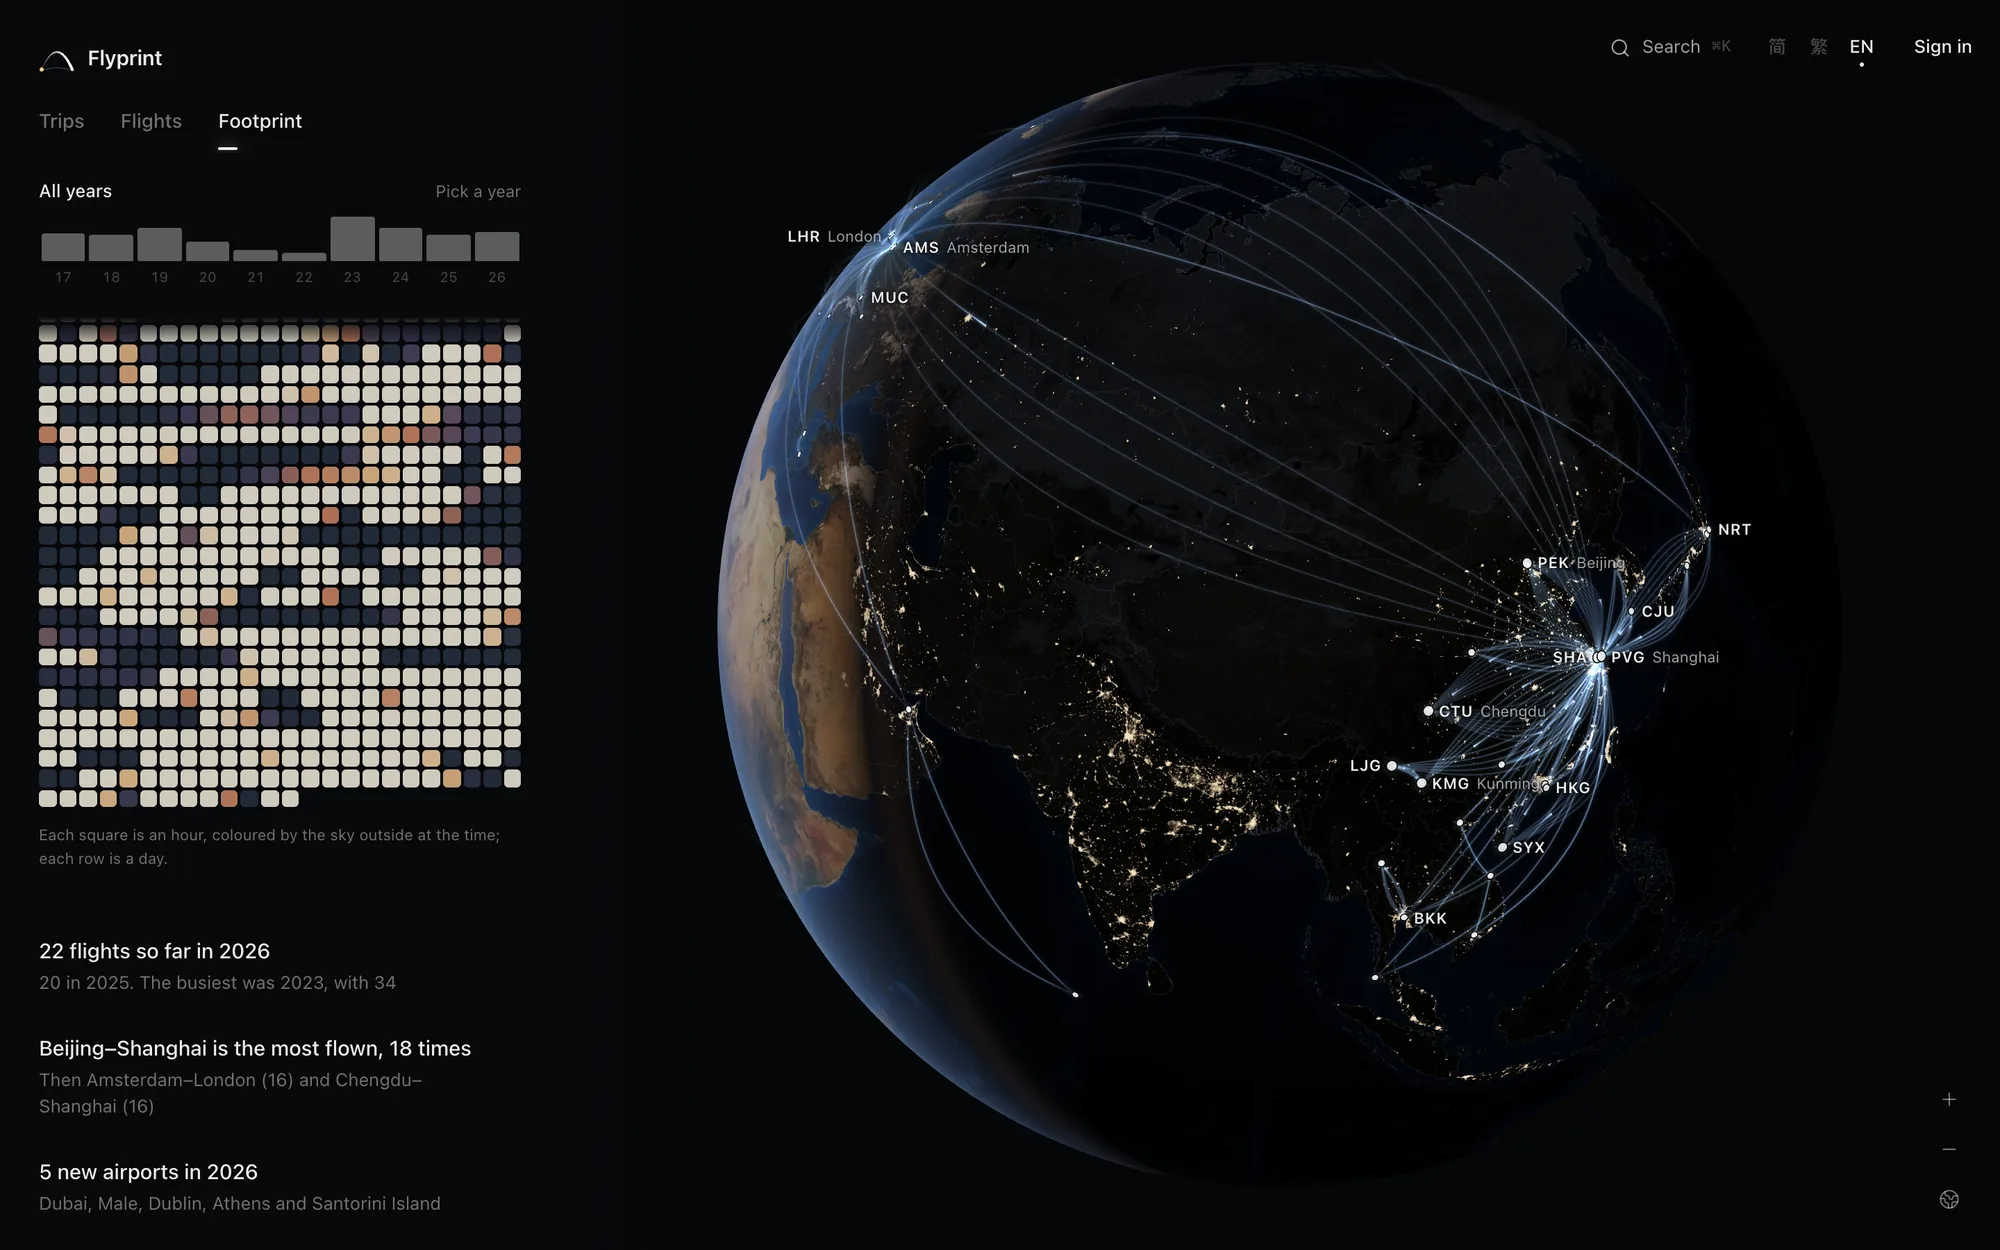 Flyprint
Search ⌘K 简 繁 EN Sign in
Trips Flights Footprint
All years Pick a year
17 18 19 20 21 22 23 24 25 26
Each square is an hour, coloured by the sky outside at the time;
each row is a day.
22 flights so far in 2026
20 in 2025. The busiest was 2023, with 34
Beijing–Shanghai is the most flown, 18 times
Then Amsterdam–London (16) and Chengdu–
Shanghai (16)
5 new airports in 2026
Dubai, Male, Dublin, Athens and Santorini Island
LHR London
AMS Amsterdam
MUC
NRT
PEK Beijing
CJU
SHA
PVG Shanghai
CTU Chengdu
LJG
KMG Kunming
HKG
SYX
BKK